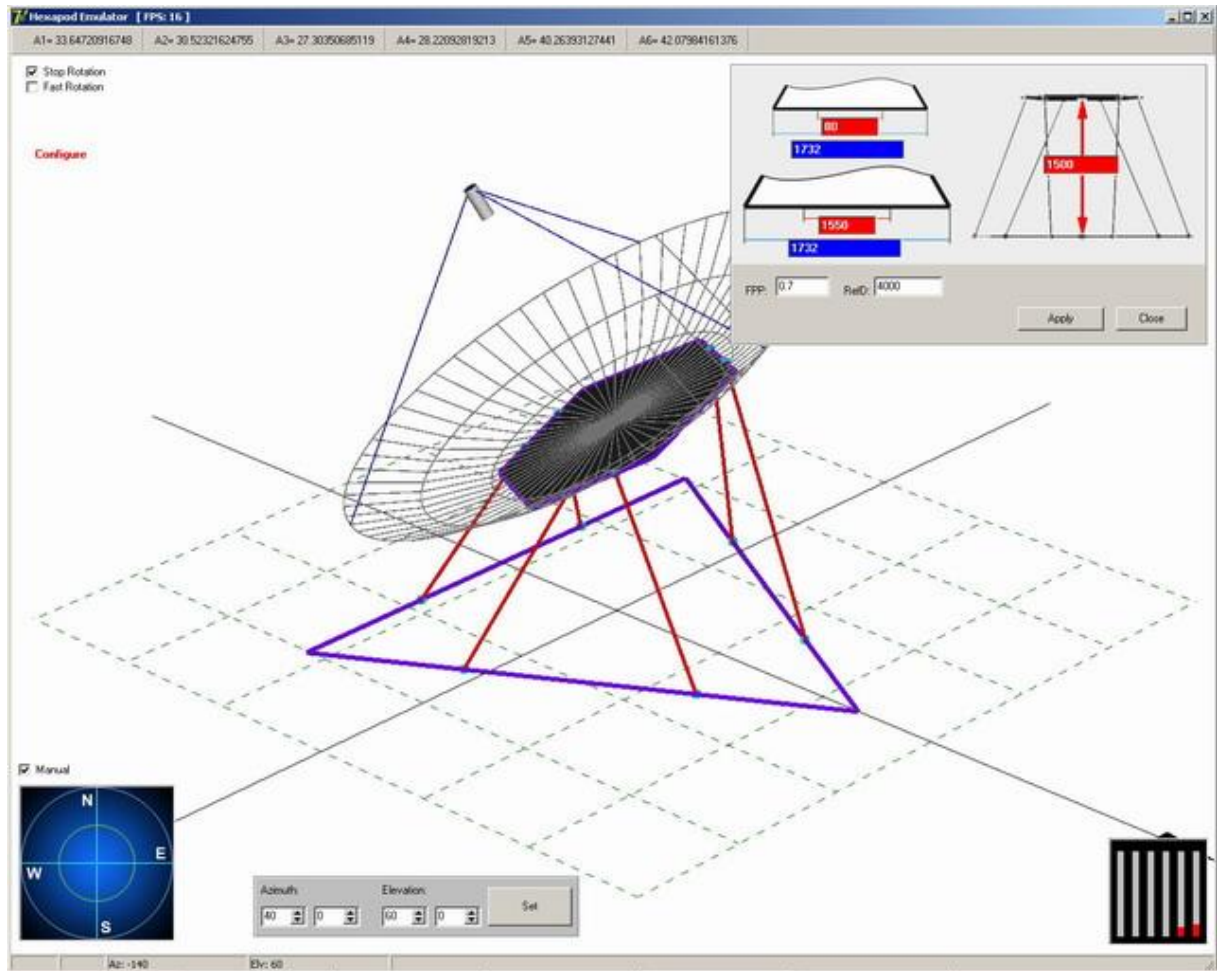 Hexapod Emulator [ FPS: 16 ]
A1= 33.64720916748 A2= 30.52321624755 A3= 27.30350685119 A4= 28.22092819213 A5= 40.26393127441 A6= 42.07984161376
Stop Rotation
Fast Rotation
Configure
80
1732
1500
1550
1732
FPP: 0.7 RelD: 4000
Apply Close
Manual
N
E
W
S
Azimuth: Elevation:
40 0 60 0 Set
Az: -140 Elv: 60